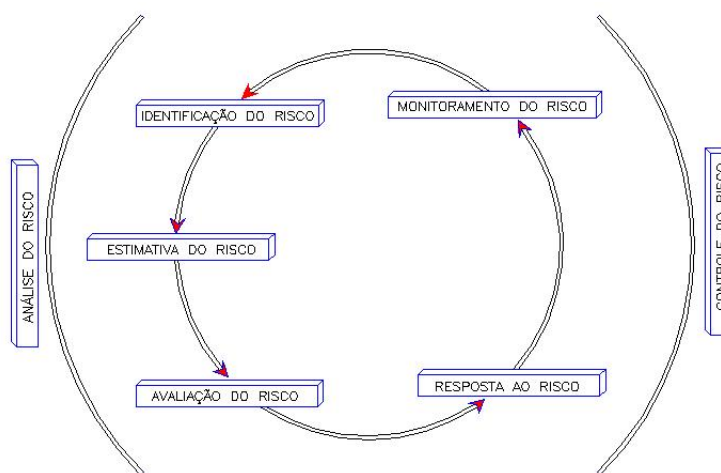 IDENTIFICAÇÃO DO RISCO
MONITORAMENTO DO RISCO
ANÁLISE DO RISCO
ESTIMATIVA DO RISCO
CONTROLE DO RISCO
AVALIAÇÃO DO RISCO
RESPOSTA AO RISCO